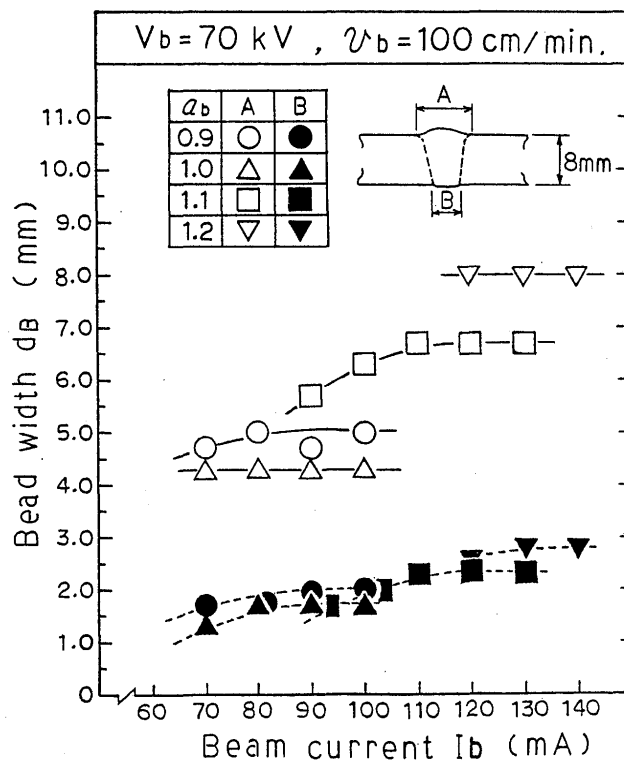 Vb=70 kV , 𝑣b=100 cm/min.
ab A B
0.9
1.0
1.1
1.2
A
8mm
B
Bead width dB (mm)
11.0
10.0
9.0
8.0
7.0
6.0
5.0
4.0
3.0
2.0
1.0
0
60 70 80 90 100 110 120 130 140
Beam current Ib (mA)